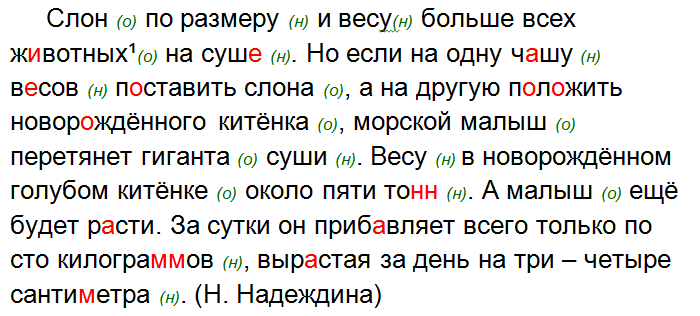 Слон (о) по размеру (н) и весу(н) больше всех
животных¹(о) на суше (н). Но если на одну чашу (н)
весов (н) поставить слона (о), а на другую положить
новорождённого китёнка (о), морской малыш (о)
перетянет гиганта (о) суши (н). Весу (н) в новорождённом
голубом китёнке (о) около пяти тонн (н). А малыш (о) ещё
будет расти. За сутки он прибавляет всего только по
сто килограммов (н), вырастая за день на три – четыре
сантиметра (н). (Н. Надеждина)